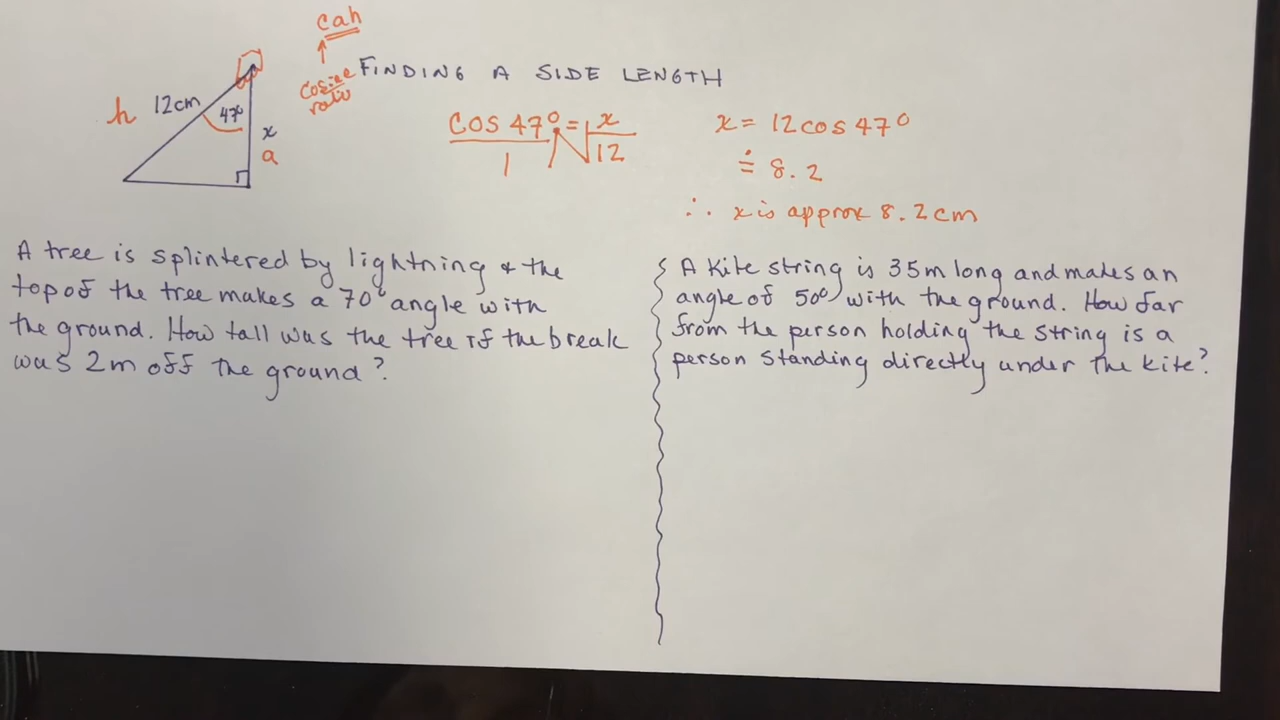 cah
FINDING A SIDE LENGTH
cosine
ratio
h
12cm
47°
x
a
cos 47° = x
1 12
x = 12 cos 47°
≐ 8.2
∴ x is approx 8.2 cm
A tree is splintered by lightning & the
top of the tree makes a 70° angle with
the ground. How tall was the tree if the break
was 2m off the ground?
A kite string is 35m long and makes an
angle of 50° with the ground. How far
from the person holding the string is a
person standing directly under the kite?